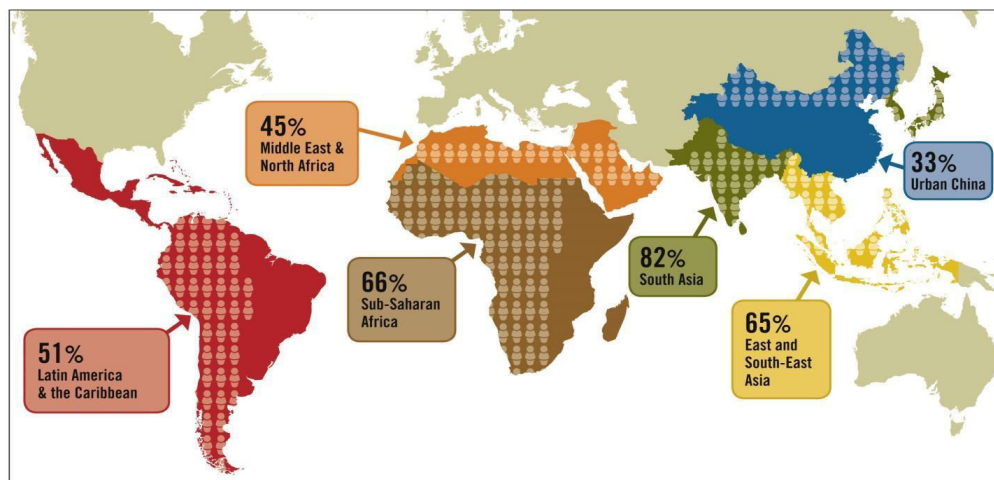 45%
Middle East &
North Africa
33%
Urban China
82%
South Asia
66%
Sub-Saharan
Africa
65%
East and
South-East
Asia
51%
Latin America
& the Caribbean